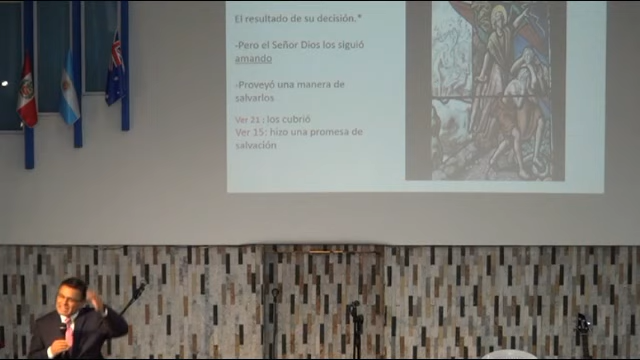 El resultado de su decisión.*
-Pero el Señor Dios los siguió
amando
-Proveyó una manera de
salvarlos
Ver 21 : los cubrió
Ver 15: hizo una promesa de
salvación